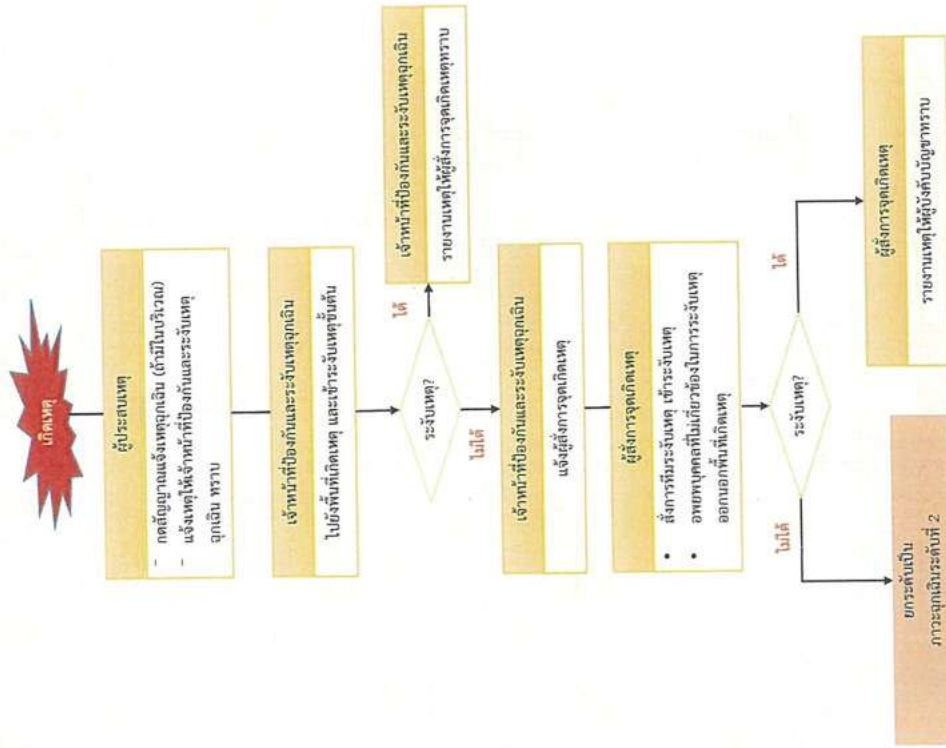 เกิดเหตุ
ผู้ประสบเหตุ
– กดสัญญาณแจ้งเหตุฉุกเฉิน (ถ้ามีในบริเวณ)
– แจ้งเหตุให้เจ้าหน้าที่ป้องกันและระงับเหตุ
ฉุกเฉิน ทราบ
เจ้าหน้าที่ป้องกันและระงับเหตุฉุกเฉิน
ไปยังพื้นที่เกิดเหตุ และเข้าระงับเหตุขั้นต้น
ระงับเหตุ?
ได้
เจ้าหน้าที่ป้องกันและระงับเหตุฉุกเฉิน
รายงานเหตุให้ผู้สั่งการจุดเกิดเหตุทราบ
ไม่ได้
เจ้าหน้าที่ป้องกันและระงับเหตุฉุกเฉิน
แจ้งผู้สั่งการจุดเกิดเหตุ
ผู้สั่งการจุดเกิดเหตุ
• สั่งการทีมระงับเหตุ เข้าระงับเหตุ
• อพยพบุคคลที่ไม่เกี่ยวข้องในการระงับเหตุ
ออกนอกพื้นที่เกิดเหตุ
ระงับเหตุ?
ได้
ผู้สั่งการจุดเกิดเหตุ
รายงานเหตุให้ผู้บังคับบัญชาทราบ
ไม่ได้
ยกระดับเป็น
ภาวะฉุกเฉินระดับที่ 2